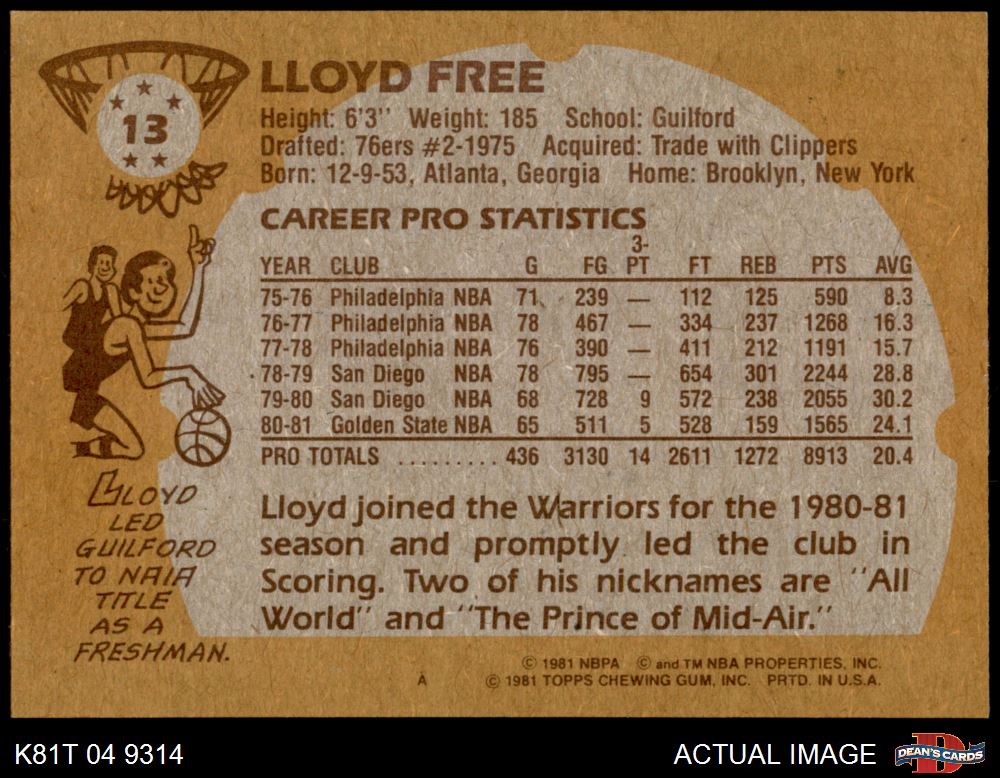 13
LLOYD FREE
Height: 6'3'' Weight: 185 School: Guilford
Drafted: 76ers #2-1975 Acquired: Trade with Clippers
Born: 12-9-53, Atlanta, Georgia Home: Brooklyn, New York
CAREER PRO STATISTICS
YEAR CLUB G FG 3-PT FT REB PTS AVG
75-76 Philadelphia NBA 71 239 — 112 125 590 8.3
76-77 Philadelphia NBA 78 467 — 334 237 1268 16.3
77-78 Philadelphia NBA 76 390 — 411 212 1191 15.7
78-79 San Diego NBA 78 795 — 654 301 2244 28.8
79-80 San Diego NBA 68 728 9 572 238 2055 30.2
80-81 Golden State NBA 65 511 5 528 159 1565 24.1
PRO TOTALS ......... 436 3130 14 2611 1272 8913 20.4
LLOYD
LED
GUILFORD
TO NAIA
TITLE
AS A
FRESHMAN.
Lloyd joined the Warriors for the 1980-81
season and promptly led the club in
Scoring. Two of his nicknames are ''All
World'' and ''The Prince of Mid-Air.''
© 1981 NBPA © and TM NBA PROPERTIES, INC.
A © 1981 TOPPS CHEWING GUM, INC. PRTD. IN U.S.A.
K81T 04 9314
ACTUAL IMAGE
D
DEAN'S CARDS